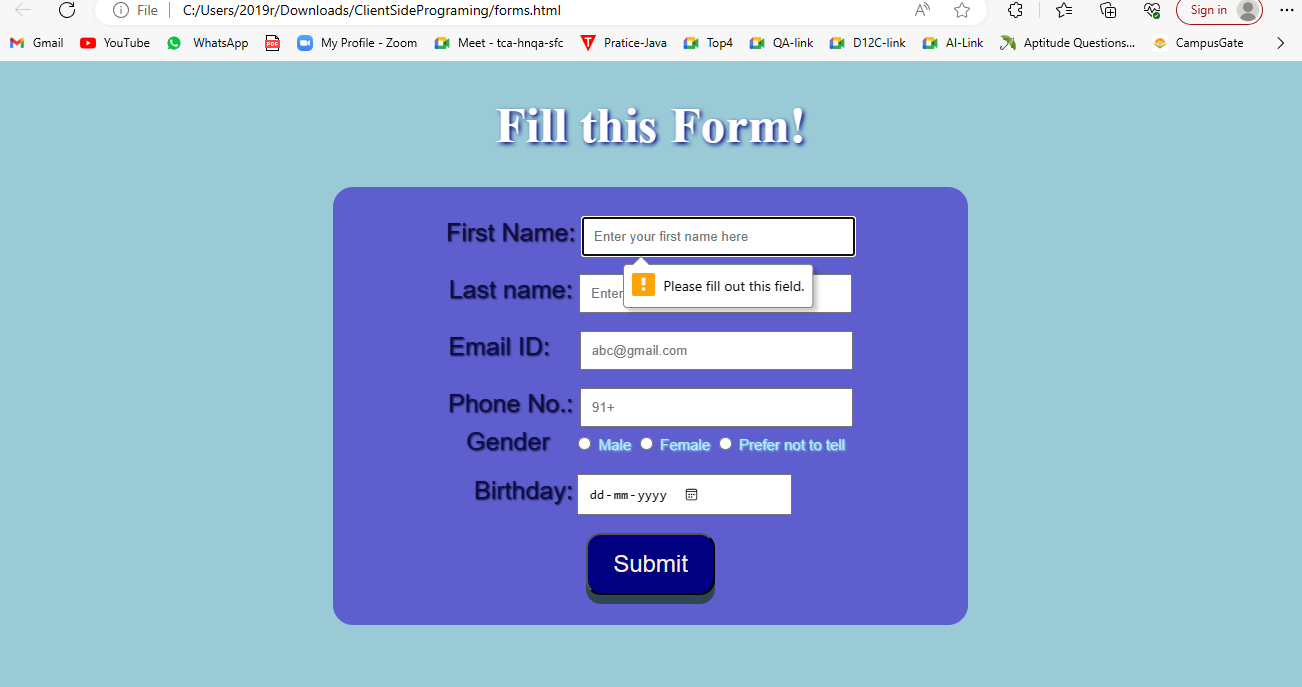 File C:/Users/2019r/Downloads/ClientSidePrograming/forms.html A Sign in
Gmail YouTube WhatsApp PDF My Profile - Zoom Meet - tca-hnqa-sfc Pratice-Java Top4 QA-link D12C-link AI-Link Aptitude Questions... CampusGate
Fill this Form!
First Name: Enter your first name here
Please fill out this field.
Last name: Enter
Email ID: abc@gmail.com
Phone No.: 91+
Gender Male Female Prefer not to tell
Birthday: dd-mm-yyyy
Submit